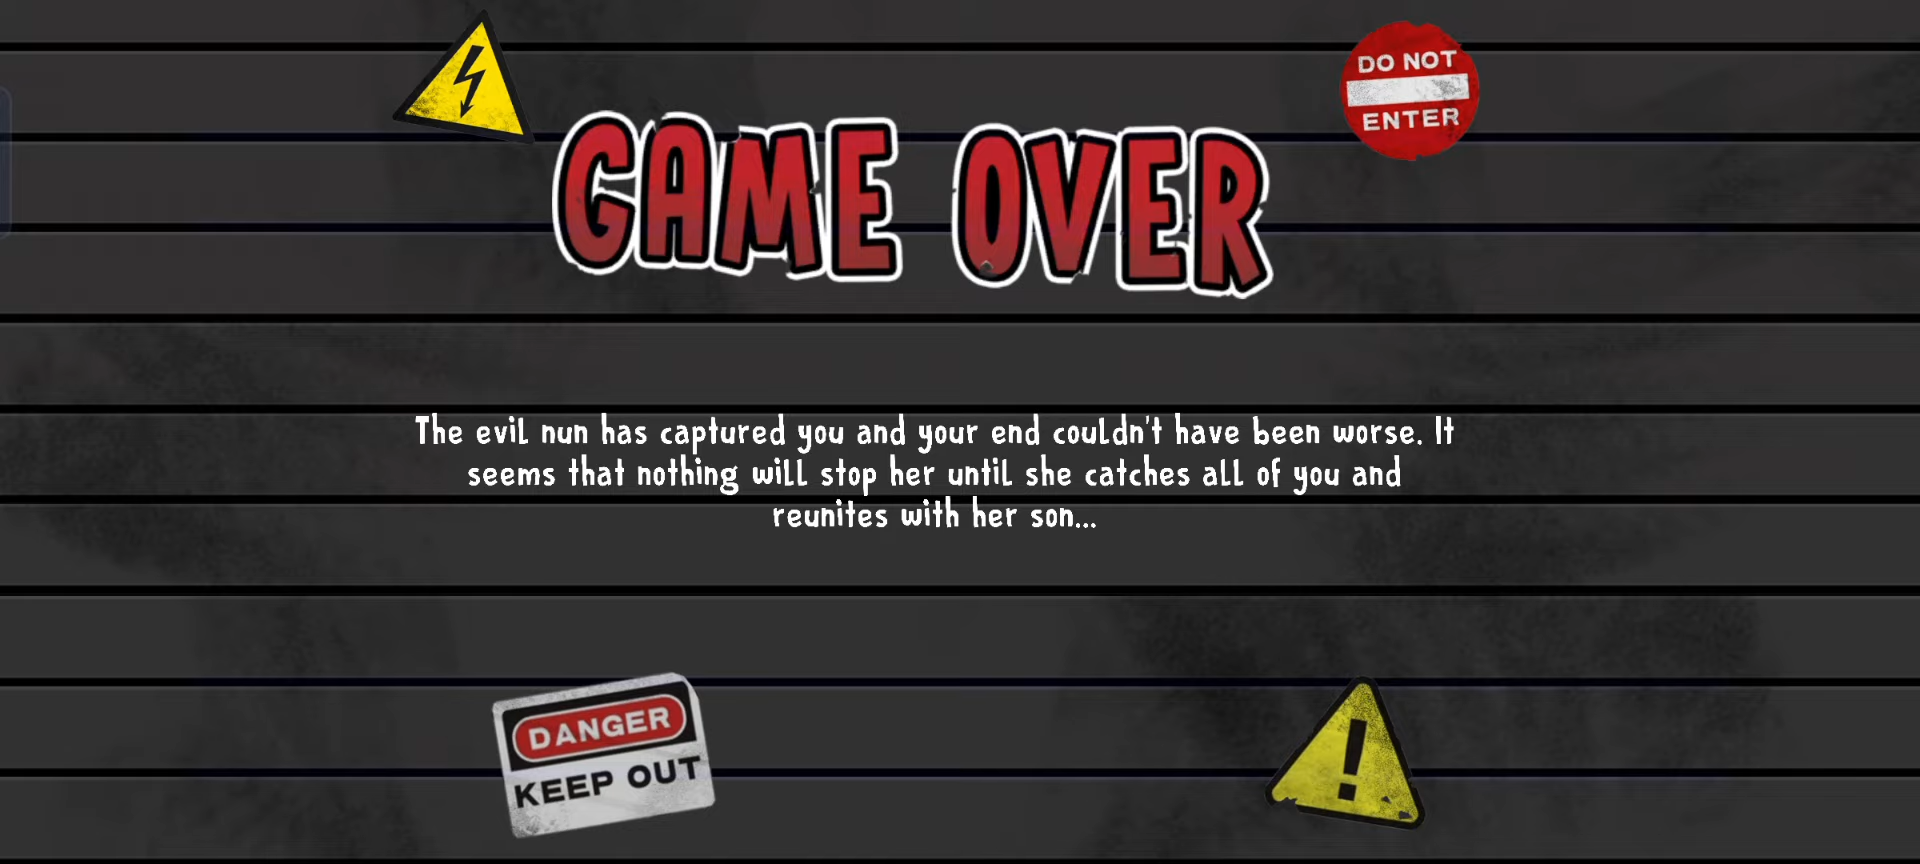 DO NOT
ENTER
GAME OVER
The evil nun has captured you and your end couldn't have been worse. It
seems that nothing will stop her until she catches all of you and
reunites with her son...
DANGER
KEEP OUT
!